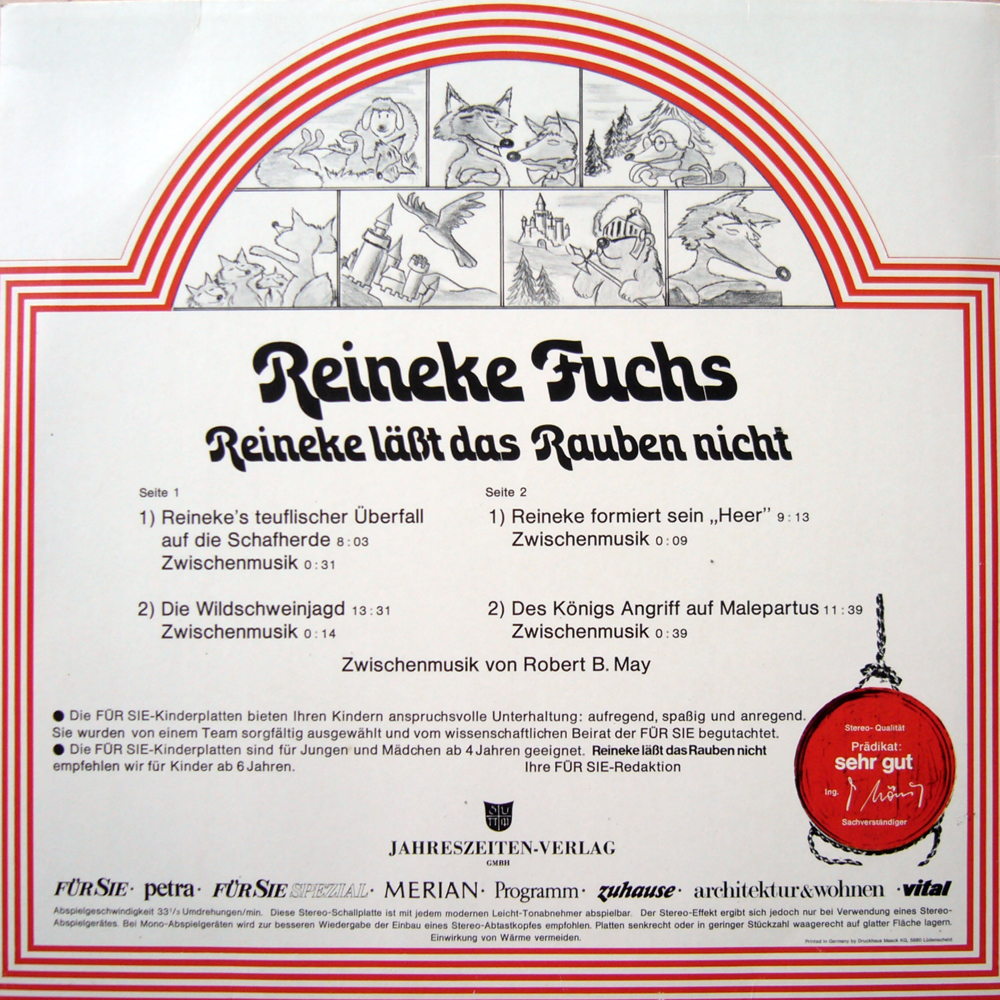 Reineke Fuchs
Reineke läßt das Rauben nicht
Seite 1
1) Reineke's teuflischer Überfall
auf die Schafherde 8:03
Zwischenmusik 0:31
2) Die Wildschweinjagd 13:31
Zwischenmusik 0:14
Seite 2
1) Reineke formiert sein „Heer” 9:13
Zwischenmusik 0:09
2) Des Königs Angriff auf Malepartus 11:39
Zwischenmusik 0:39
Zwischenmusik von Robert B. May
● Die FÜR SIE-Kinderplatten bieten Ihren Kindern anspruchsvolle Unterhaltung: aufregend, spaßig und anregend.
Sie wurden von einem Team sorgfältig ausgewählt und vom wissenschaftlichen Beirat der FÜR SIE begutachtet.
● Die FÜR SIE-Kinderplatten sind für Jungen und Mädchen ab 4 Jahren geeignet. Reineke läßt das Rauben nicht
empfehlen wir für Kinder ab 6 Jahren. Ihre FÜR SIE-Redaktion
Stereo-Qualität
Prädikat:
sehr gut
Ing. König
Sachverständiger
JAHRESZEITEN-VERLAG
GMBH
FÜR SIE · petra · FÜR SIE SPEZIAL · MERIAN · Programm · zuhause · architektur & wohnen · vital
Abspielgeschwindigkeit 33 1/3 Umdrehungen/min. Diese Stereo-Schallplatte ist mit jedem modernen Leicht-Tonabnehmer abspielbar. Der Stereo-Effekt ergibt sich jedoch nur bei Verwendung eines Stereo-
Abspielgerätes. Bei Mono-Abspielgeräten wird zur besseren Wiedergabe der Einbau eines Stereo-Abtastkopfes empfohlen. Platten senkrecht oder in geringer Stückzahl waagerecht auf glatter Fläche lagern.
Einwirkung von Wärme vermeiden.
Printed in Germany by Druckhaus Maack KG, 5880 Lüdenscheid